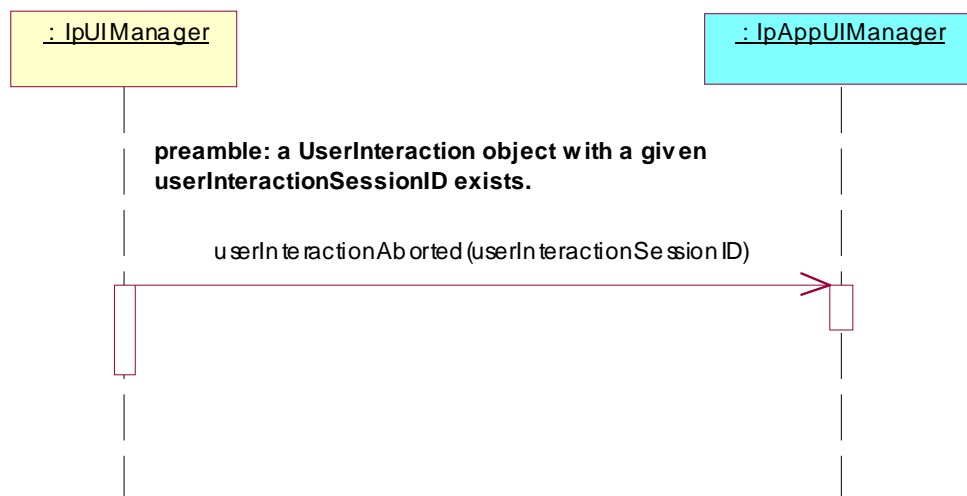 : IpUIManager
: IpAppUIManager
preamble: a UserInteraction object with a given
userInteractionSessionID exists.
userInteractionAborted(userInteractionSessionID)